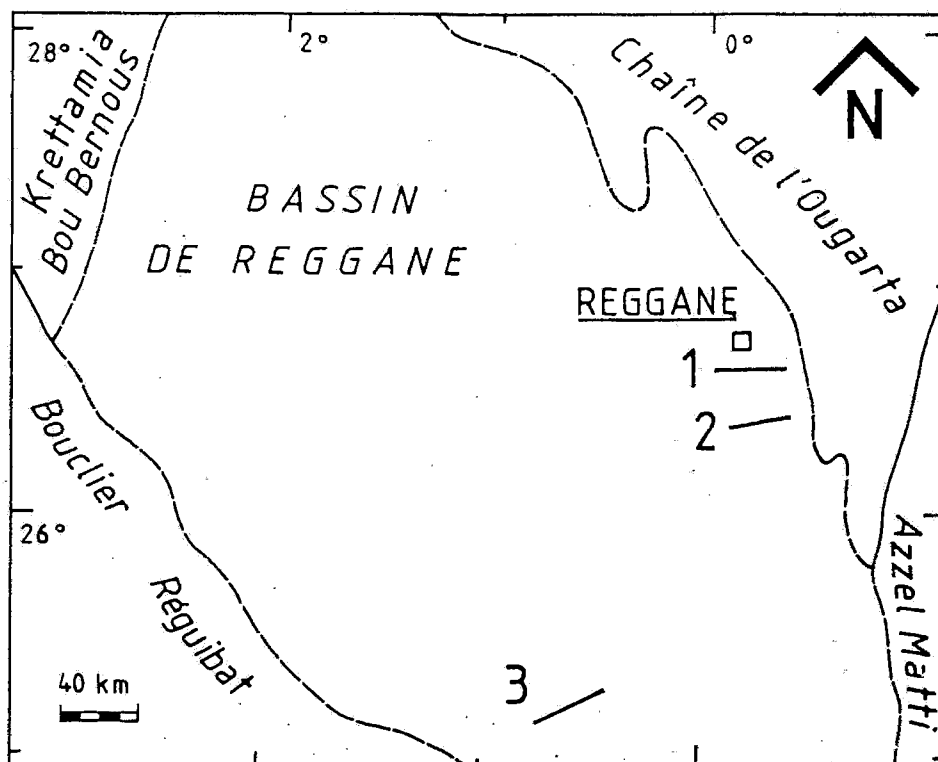 28°
2°
0°
Krettamia
Bou Bernous
Chaîne de l'Ougarta
N
BASSIN
DE REGGANE
REGGANE
1
2
Bouclier
Réguibat
26°
Azzel Matti
3
40 km